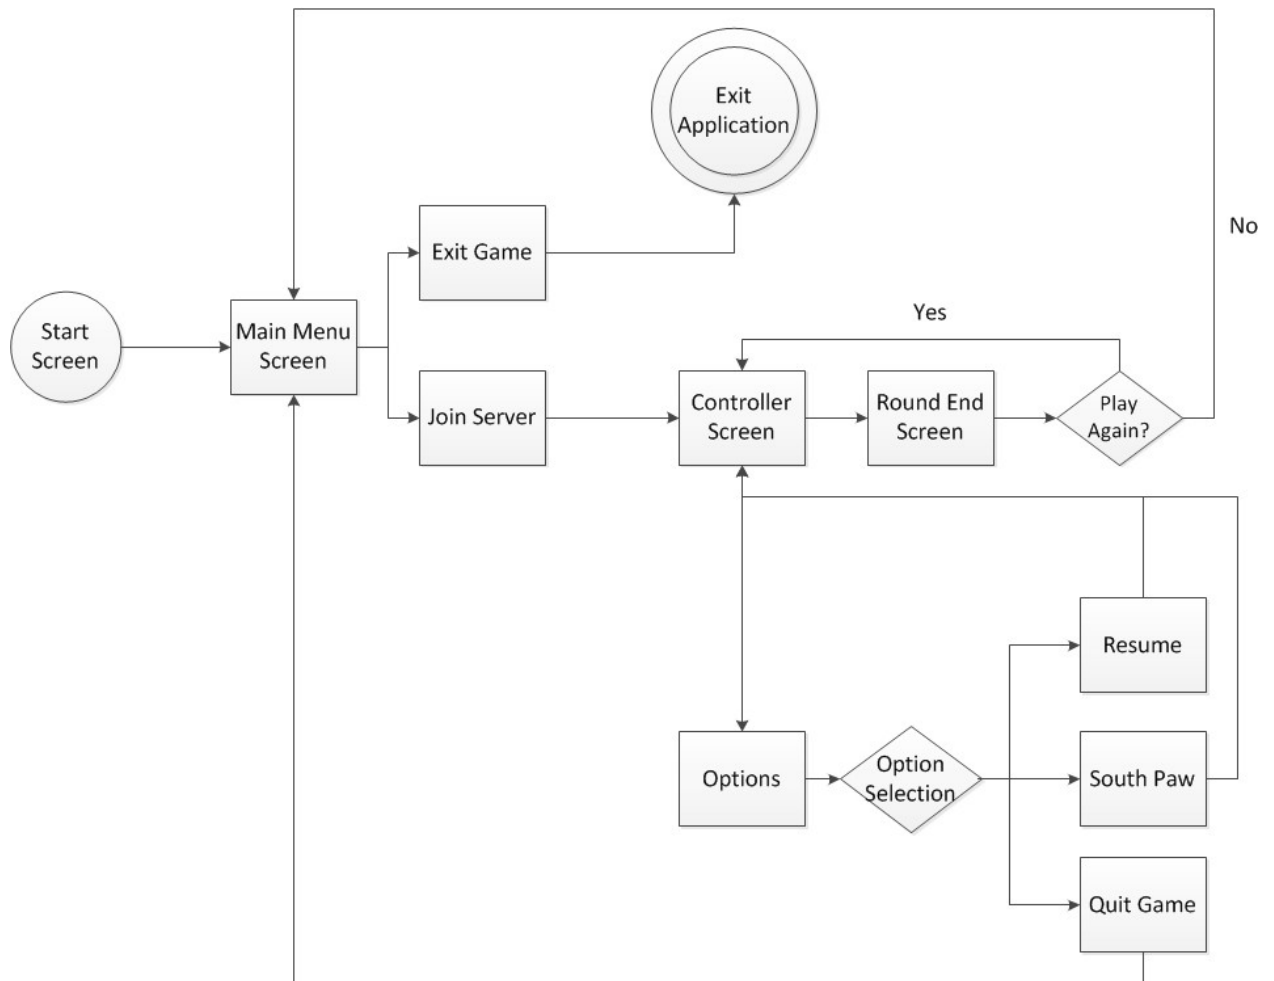 Exit
Application
No
Exit Game
Start
Screen
Main Menu
Screen
Yes
Join Server
Controller
Screen
Round End
Screen
Play
Again?
Resume
Options
Option
Selection
South Paw
Quit Game